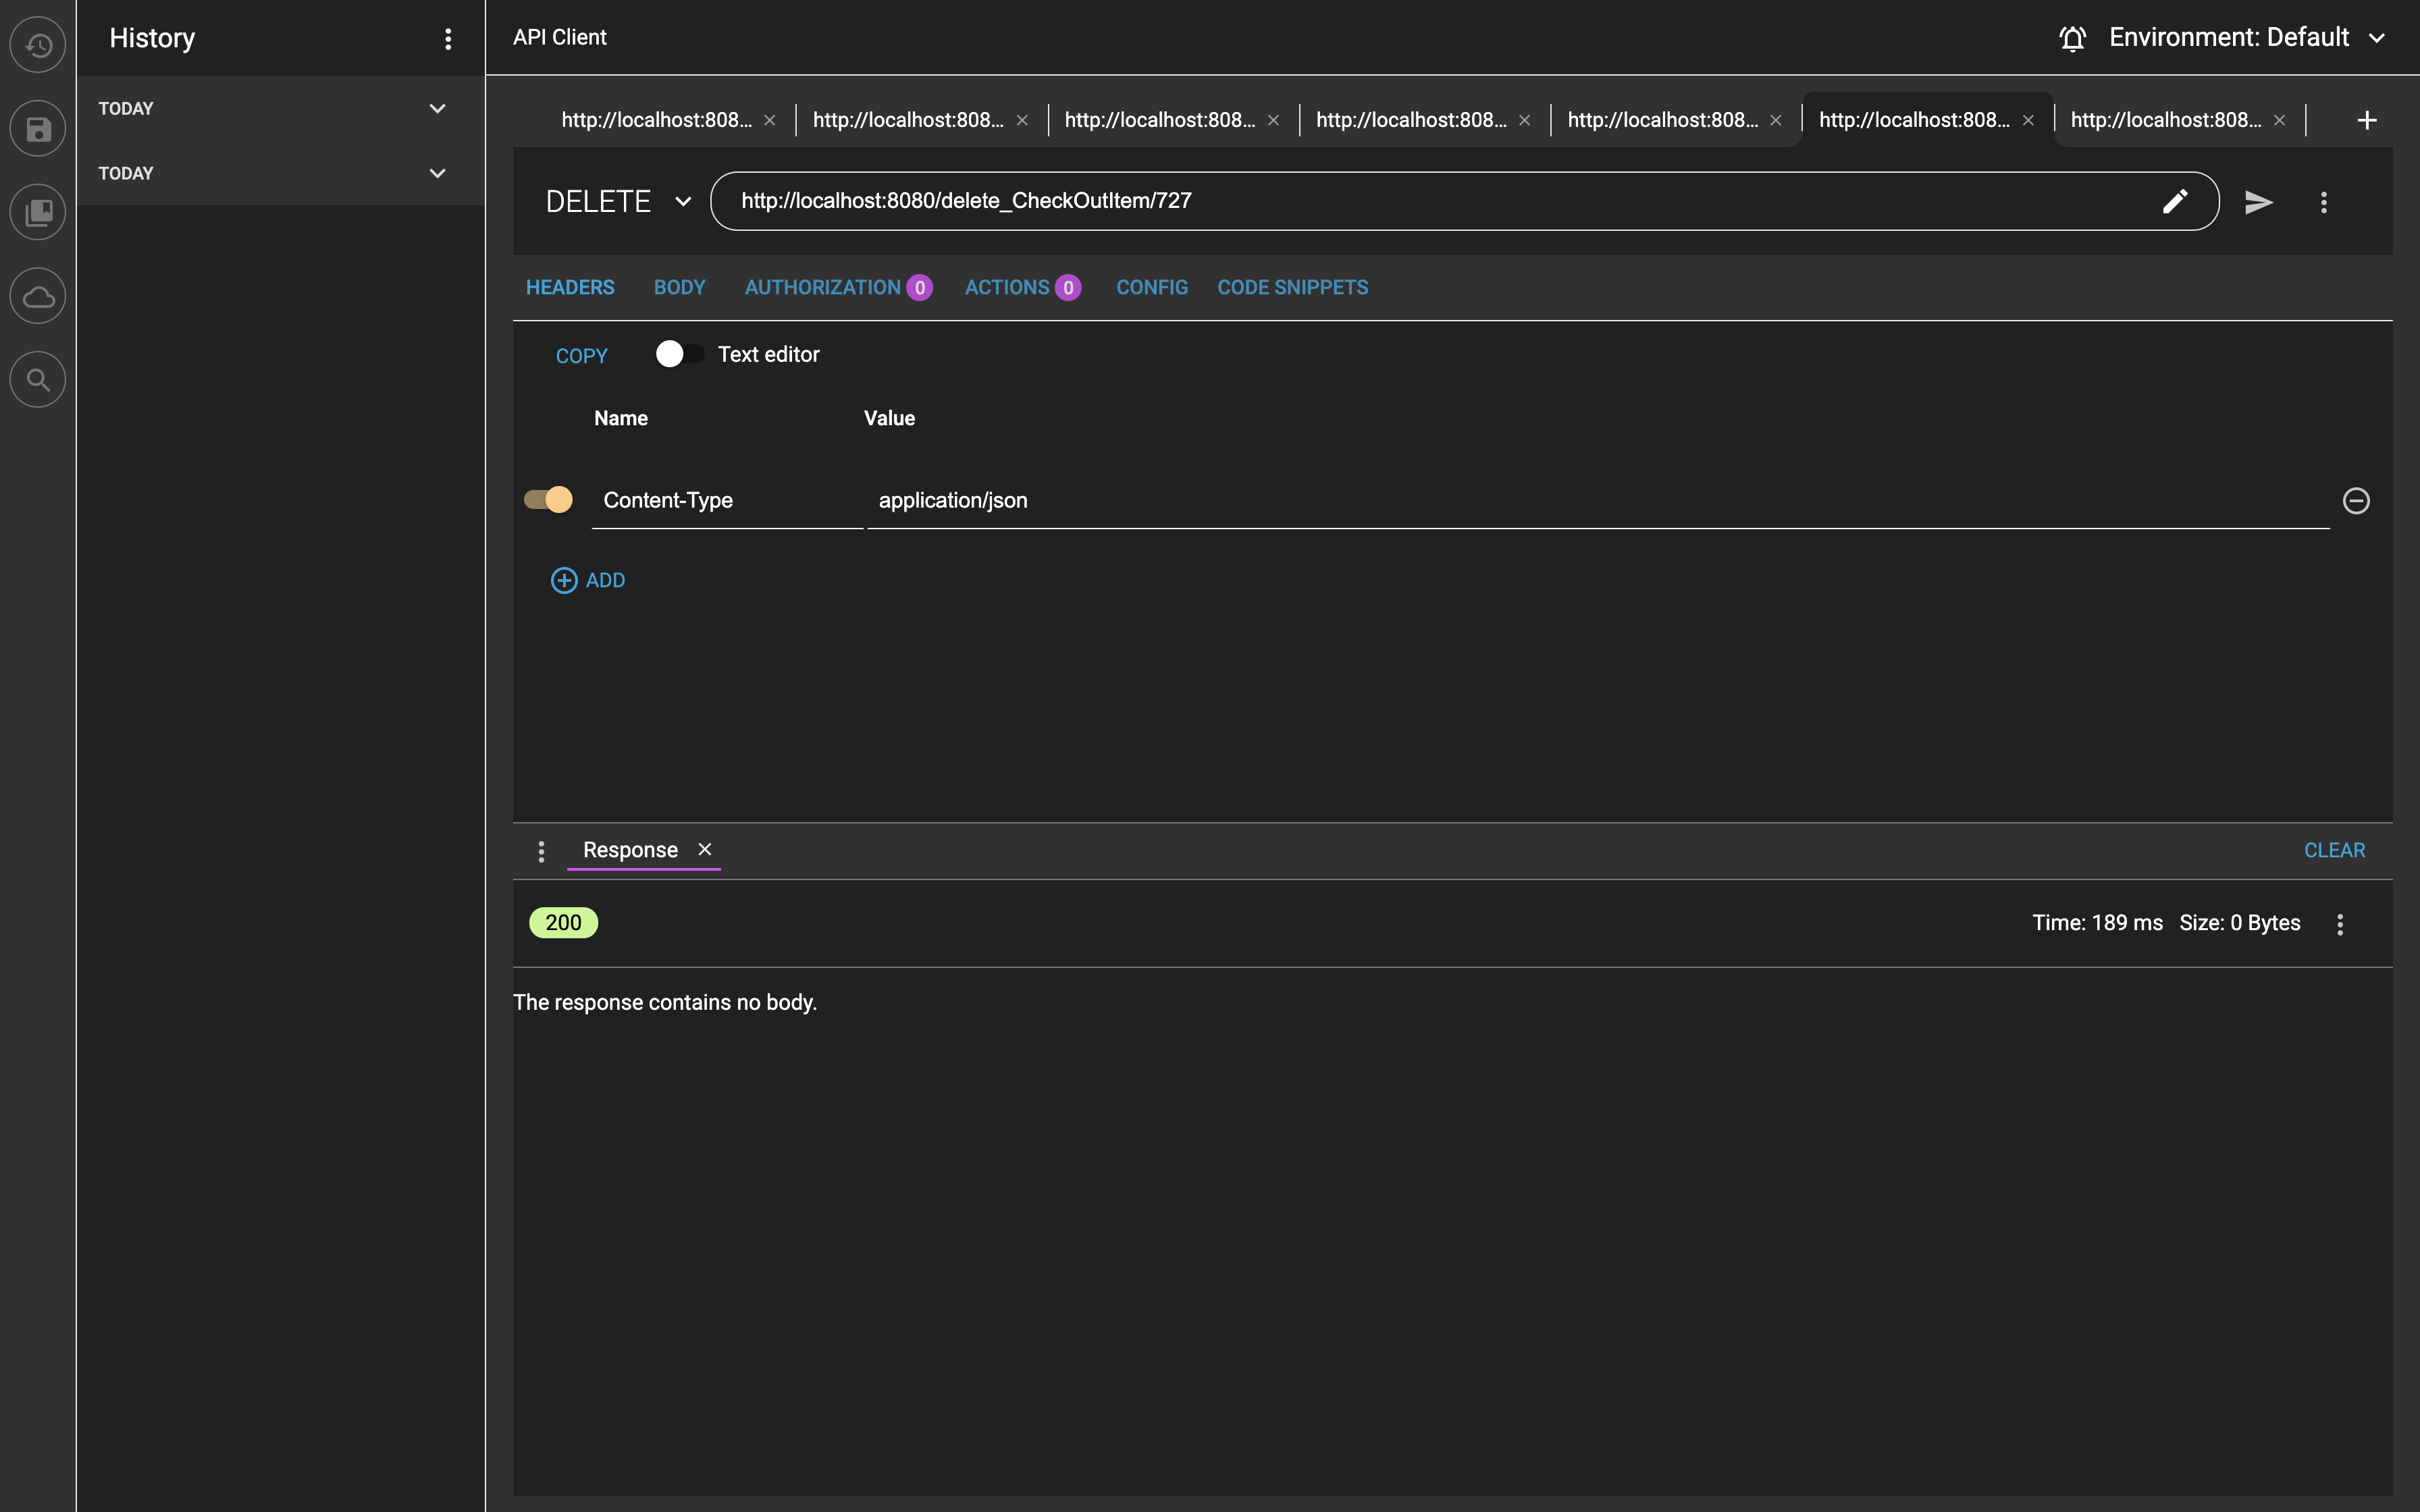 History
TODAY
TODAY
API Client
Environment: Default
http://localhost:808... http://localhost:808... http://localhost:808... http://localhost:808... http://localhost:808... http://localhost:808... http://localhost:808...
DELETE http://localhost:8080/delete_CheckOutItem/727
HEADERS BODY AUTHORIZATION 0 ACTIONS 0 CONFIG CODE SNIPPETS
COPY Text editor
Name Value
Content-Type application/json
ADD
Response CLEAR
200 Time: 189 ms Size: 0 Bytes
The response contains no body.